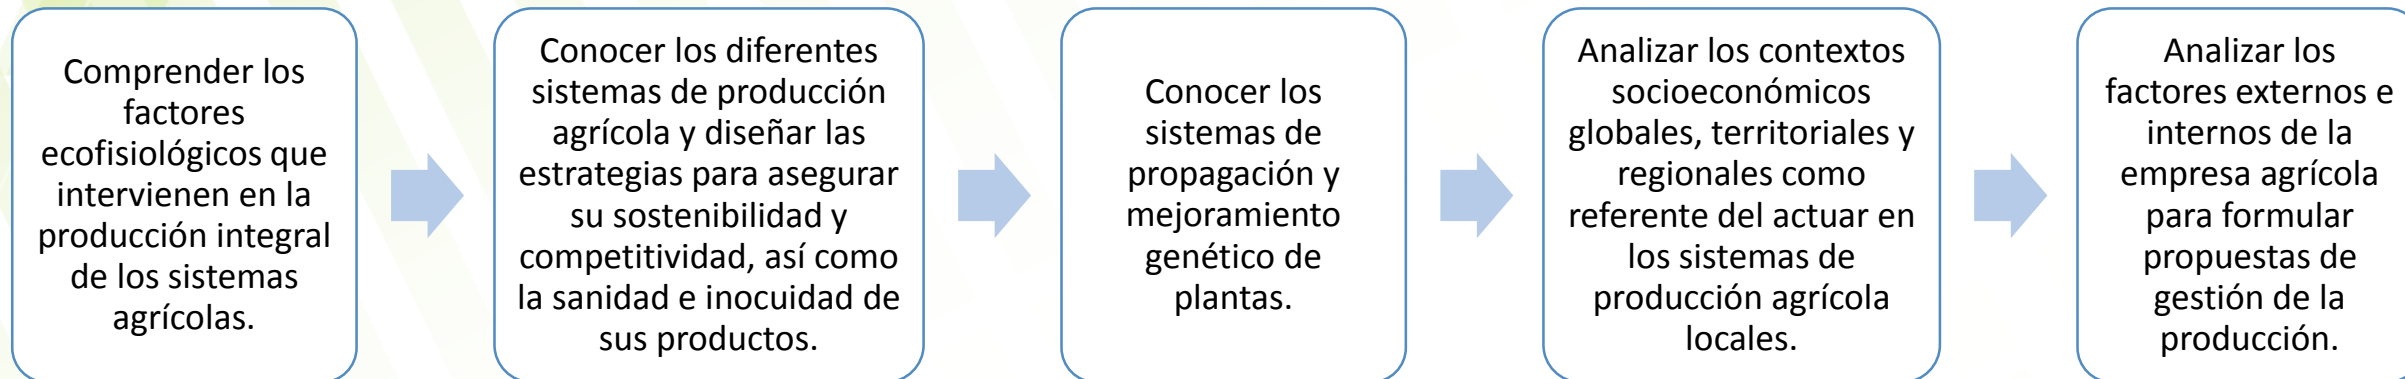 Comprender los
factores
ecofisiológicos que
intervienen en la
producción integral
de los sistemas
agrícolas.
Conocer los diferentes
sistemas de producción
agrícola y diseñar las
estrategias para asegurar
su sostenibilidad y
competitividad, así como
la sanidad e inocuidad de
sus productos.
Conocer los
sistemas de
propagación y
mejoramiento
genético de
plantas.
Analizar los contextos
socioeconómicos
globales, territoriales y
regionales como
referente del actuar en
los sistemas de
producción agrícola
locales.
Analizar los
factores externos e
internos de la
empresa agrícola
para formular
propuestas de
gestión de la
producción.